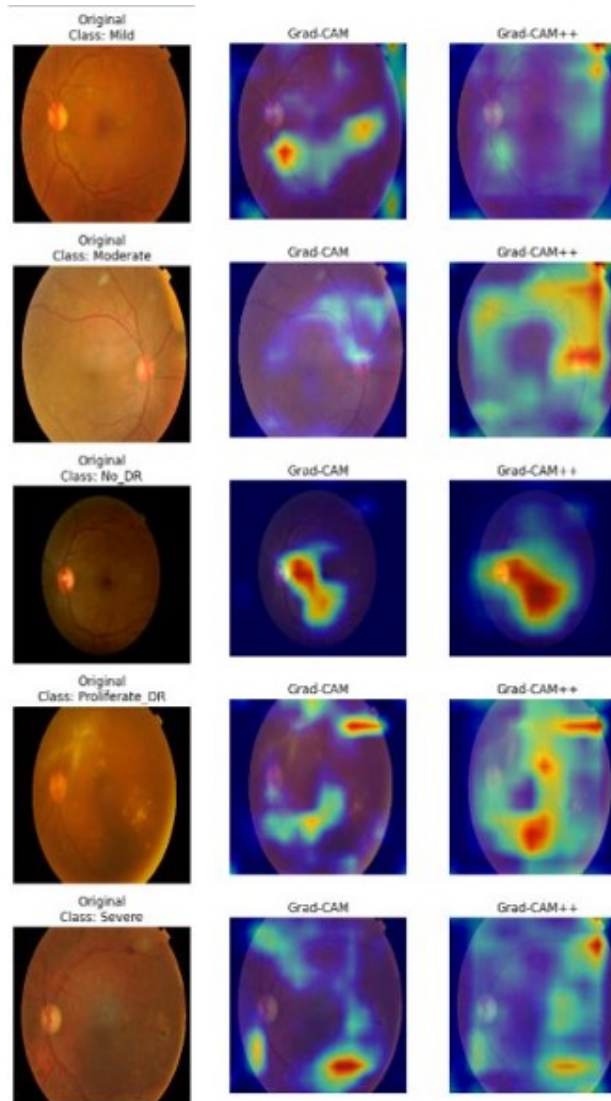 Original
Class: Mild
Grad-CAM
Grad-CAM++
Original
Class: Moderate
Grad-CAM
Grad-CAM++
Original
Class: No_DR
Grad-CAM
Grad-CAM++
Original
Class: Proliferate_DR
Grad-CAM
Grad-CAM++
Original
Class: Severe
Grad-CAM
Grad-CAM++